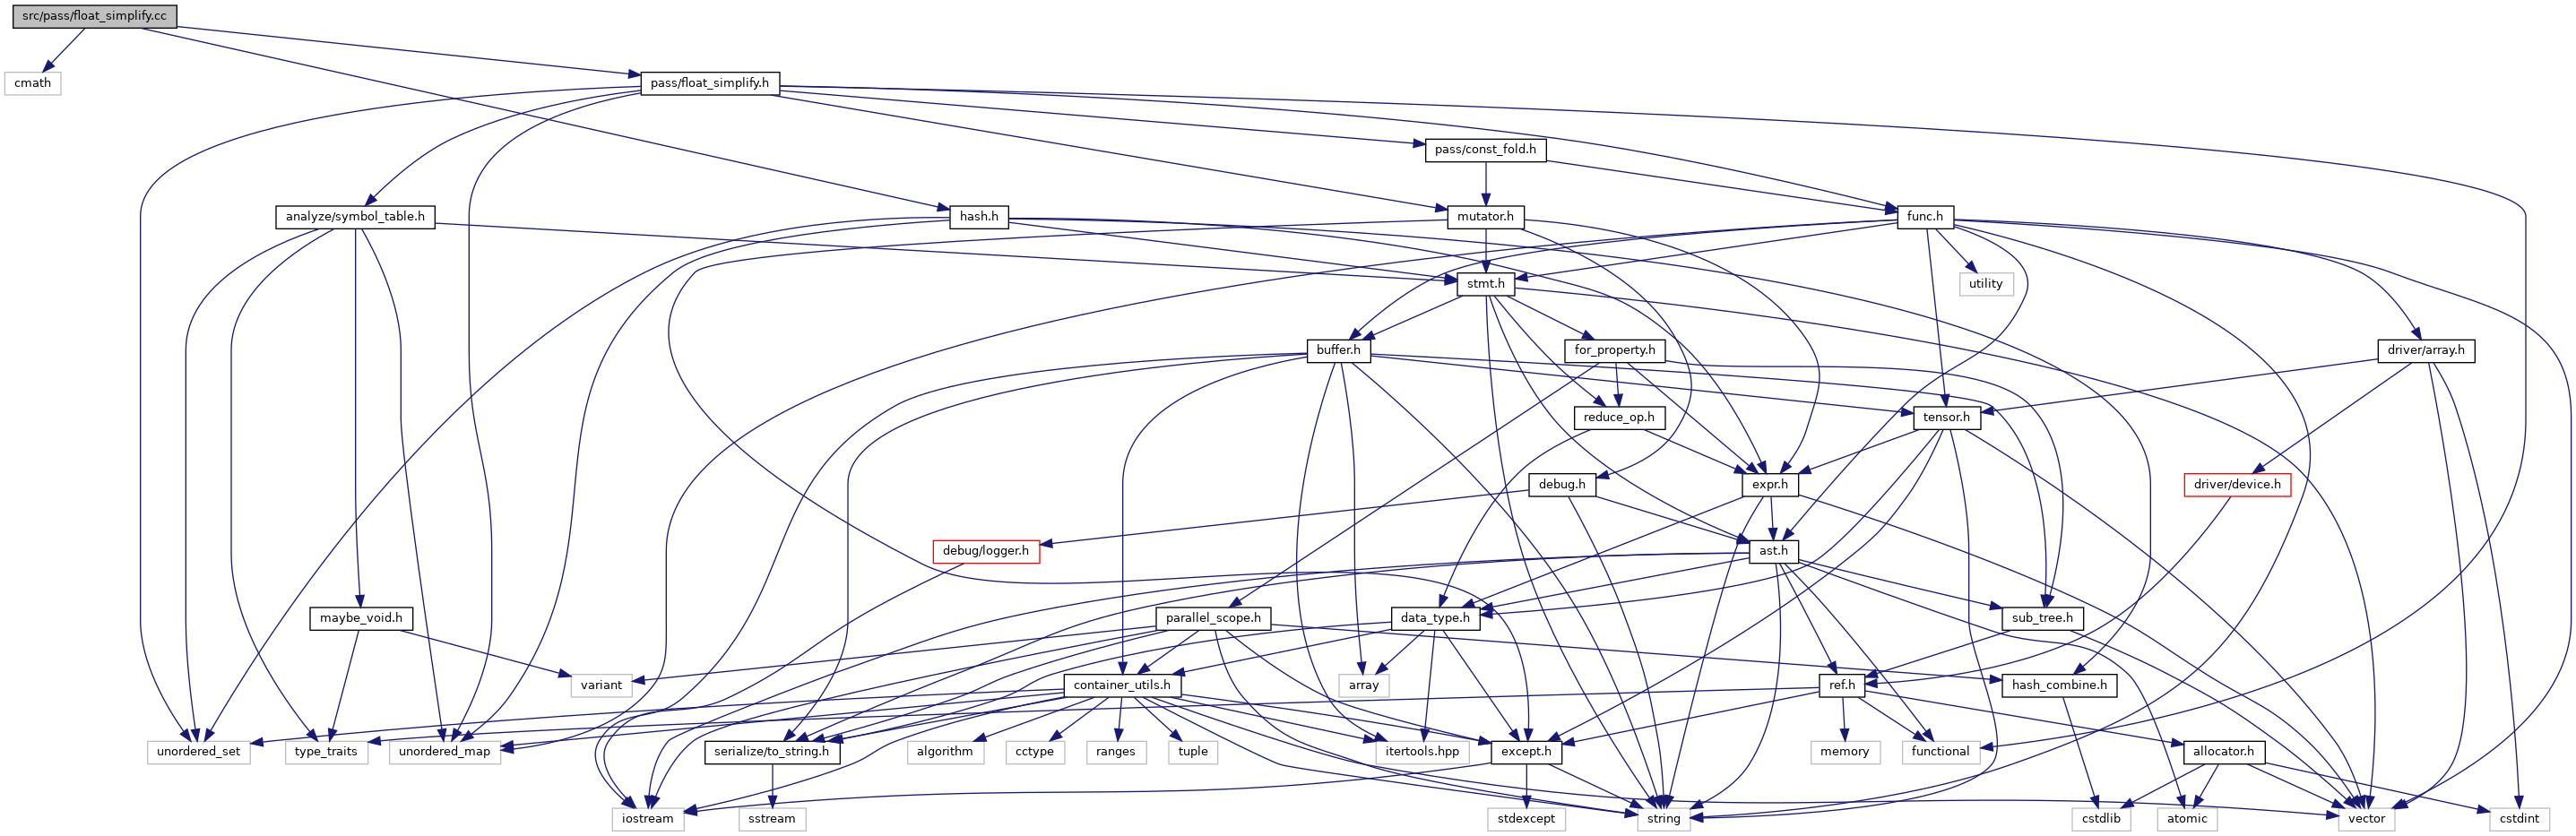 src/pass/float_simplify.cc
cmath
pass/float_simplify.h
pass/const_fold.h
analyze/symbol_table.h
hash.h
mutator.h
func.h
stmt.h
utility
buffer.h
for_property.h
driver/array.h
reduce_op.h
tensor.h
debug.h
expr.h
driver/device.h
debug/logger.h
ast.h
maybe_void.h
parallel_scope.h
data_type.h
sub_tree.h
variant
container_utils.h
array
ref.h
hash_combine.h
unordered_set
type_traits
unordered_map
serialize/to_string.h
algorithm
cctype
ranges
tuple
itertools.hpp
except.h
memory
functional
allocator.h
iostream
sstream
stdexcept
string
cstdlib
atomic
vector
cstdint